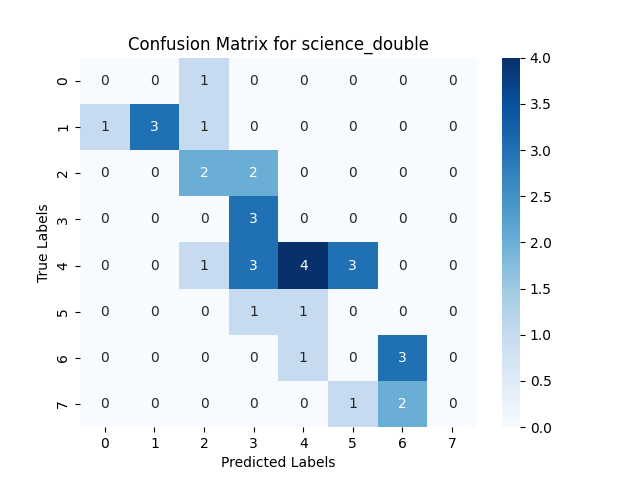 Confusion Matrix for science_double
0 0 0 1 0 0 0 0 0
1 1 3 1 0 0 0 0 0
2 0 0 2 2 0 0 0 0
3 0 0 0 3 0 0 0 0
4 0 0 1 3 4 3 0 0
5 0 0 0 1 1 0 0 0
6 0 0 0 0 1 0 3 0
7 0 0 0 0 0 1 2 0
0 1 2 3 4 5 6 7
True Labels
Predicted Labels
4.0
3.5
3.0
2.5
2.0
1.5
1.0
0.5
0.0